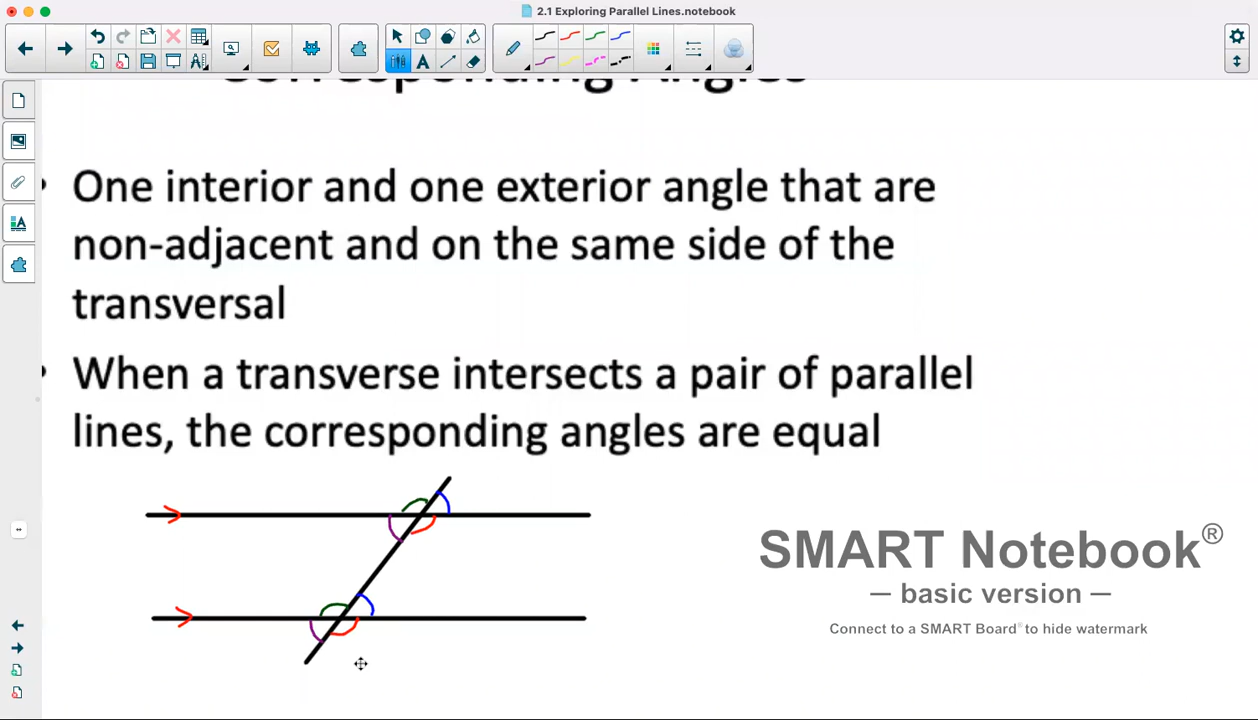 2.1 Exploring Parallel Lines.notebook
Corresponding Angles
• One interior and one exterior angle that are
non-adjacent and on the same side of the
transversal
• When a transverse intersects a pair of parallel
lines, the corresponding angles are equal
SMART Notebook®
— basic version —
Connect to a SMART Board® to hide watermark